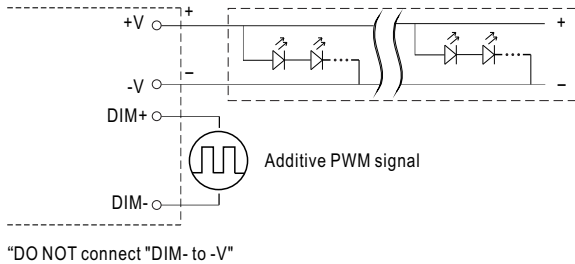 +V
+
+
-V
−
−
DIM+
Additive PWM signal
DIM-
“DO NOT connect "DIM- to -V"